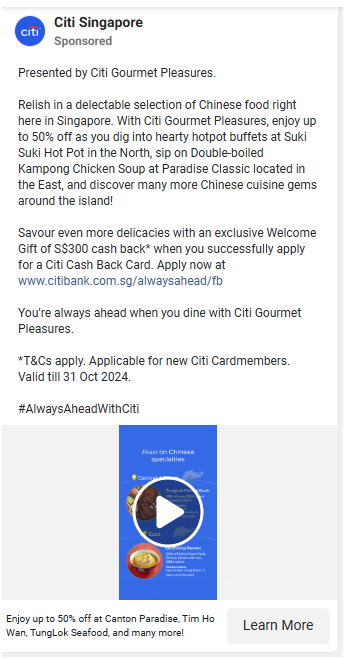 citi
Citi Singapore
Sponsored
Presented by Citi Gourmet Pleasures.
Relish in a delectable selection of Chinese food right
here in Singapore. With Citi Gourmet Pleasures, enjoy up
to 50% off as you dig into hearty hotpot buffets at Suki
Suki Hot Pot in the North, sip on Double-boiled
Kampong Chicken Soup at Paradise Classic located in
the East, and discover many more Chinese cuisine gems
around the island!
Savour even more delicacies with an exclusive Welcome
Gift of S$300 cash back* when you successfully apply
for a Citi Cash Back Card. Apply now at
www.citibank.com.sg/alwaysahead/fb
You’re always ahead when you dine with Citi Gourmet
Pleasures.
*T&Cs apply. Applicable for new Citi Cardmembers.
Valid till 31 Oct 2024.
#AlwaysAheadWithCiti
on Chinese
specialties
East
Enjoy up to 50% off at Canton Paradise, Tim Ho
Wan, TungLok Seafood, and many more!
Learn More